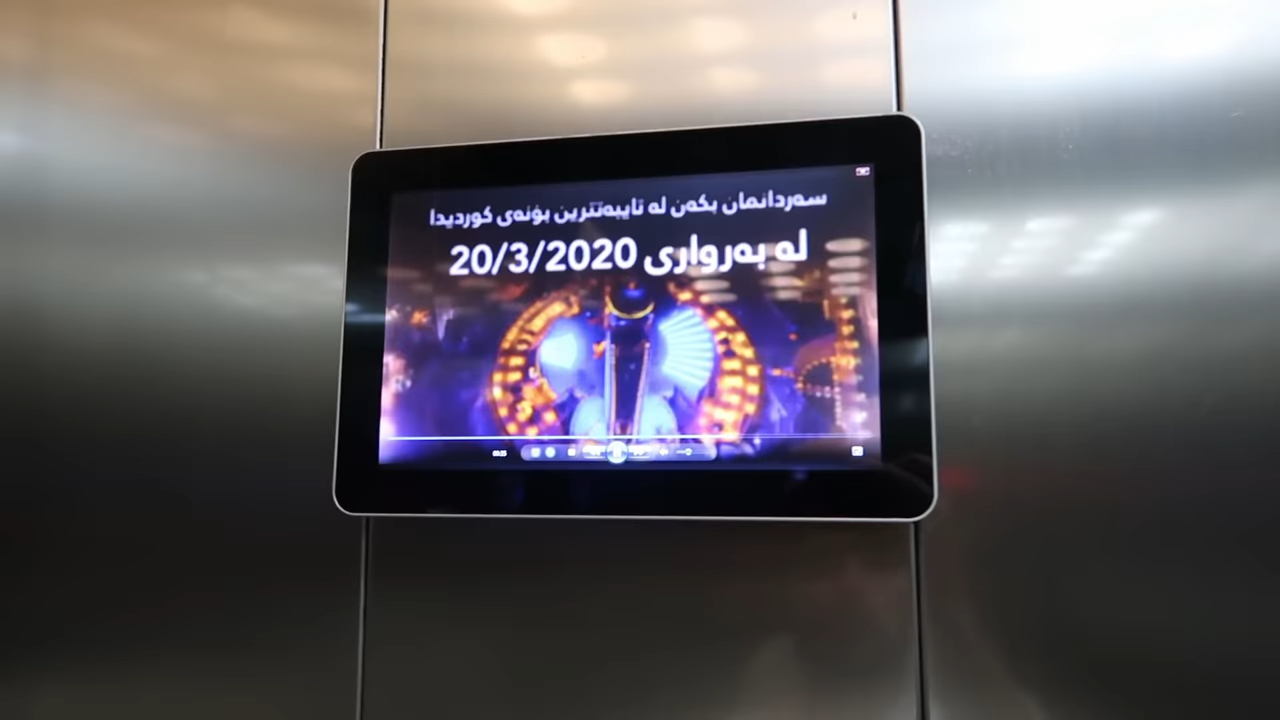 سەردانمان بکەن لە تایبەتترین بۆنەی کوردیدا
لە بەرواری 20/3/2020